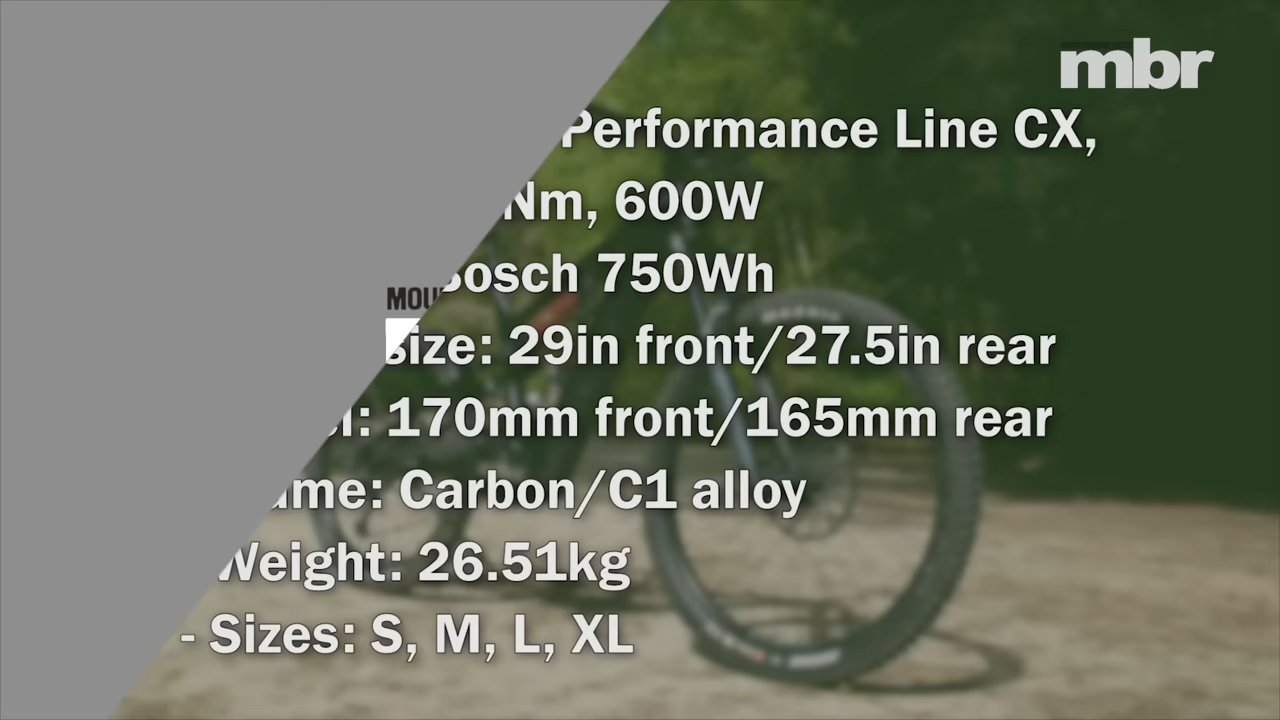 mbr
Performance Line CX,
Nm, 600W
Bosch 750Wh
MOU
size: 29in front/27.5in rear
170mm front/165mm rear
Carbon/C1 alloy
Weight: 26.51kg
- Sizes: S, M, L, XL